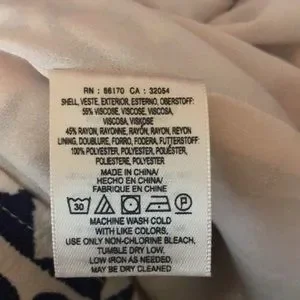 RN : 66170 CA : 32054
SHELL, VESTE, EXTERIOR, ESTERNO, OBERSTOFF:
55% VISCOSE, VISCOSE, VISCOSA,
VISCOSA, VISKOSE
45% RAYON, RAYONNE, RAYON, RAYON, REYON
LINING, DOUBLURE, FORRO, FODERA, FUTTERSTOFF:
100% POLYESTER, POLYESTER, POLIÉSTER,
POLIESTERE, POLYESTER
MADE IN CHINA/
HECHO EN CHINA/
FABRIQUE EN CHINE
30
MACHINE WASH COLD
WITH LIKE COLORS,
USE ONLY NON-CHLORINE BLEACH,
TUMBLE DRY LOW,
LOW IRON AS NEEDED,
MAY BE DRY CLEANED